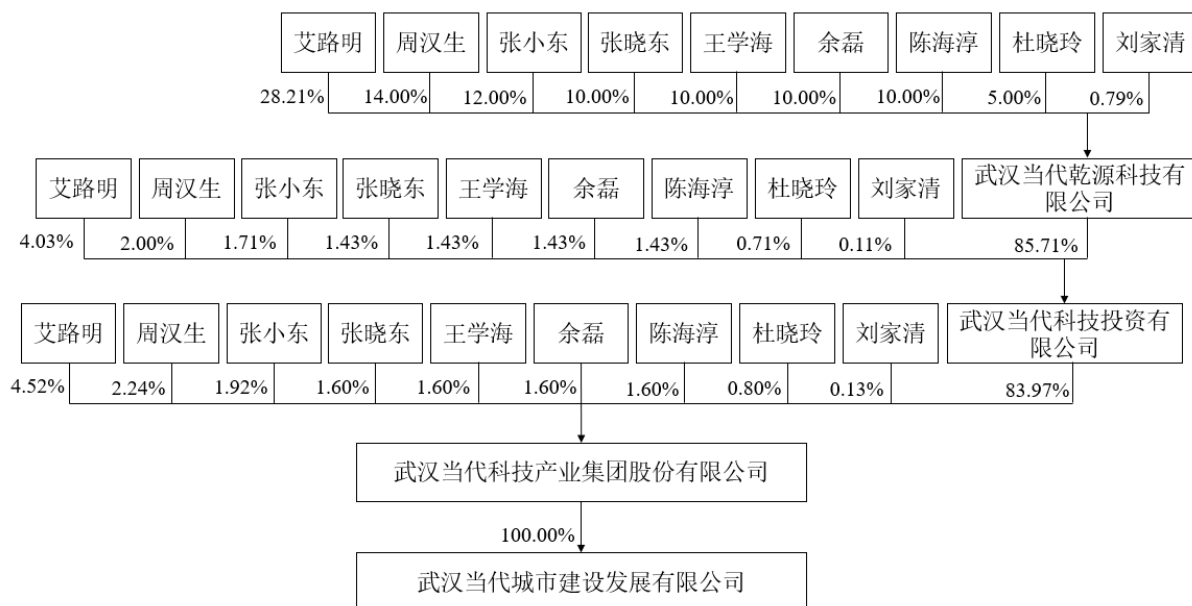 艾路明 周汉生 张小东 张晓东 王学海 余磊 陈海淳 杜晓玲 刘家清
28.21% 14.00% 12.00% 10.00% 10.00% 10.00% 10.00% 5.00% 0.79%
艾路明 周汉生 张小东 张晓东 王学海 余磊 陈海淳 杜晓玲 刘家清 武汉当代乾源科技有
限公司
4.03% 2.00% 1.71% 1.43% 1.43% 1.43% 1.43% 0.71% 0.11% 85.71%
艾路明 周汉生 张小东 张晓东 王学海 余磊 陈海淳 杜晓玲 刘家清 武汉当代科技投资有
限公司
4.52% 2.24% 1.92% 1.60% 1.60% 1.60% 1.60% 0.80% 0.13% 83.97%
武汉当代科技产业集团股份有限公司
100.00%
武汉当代城市建设发展有限公司